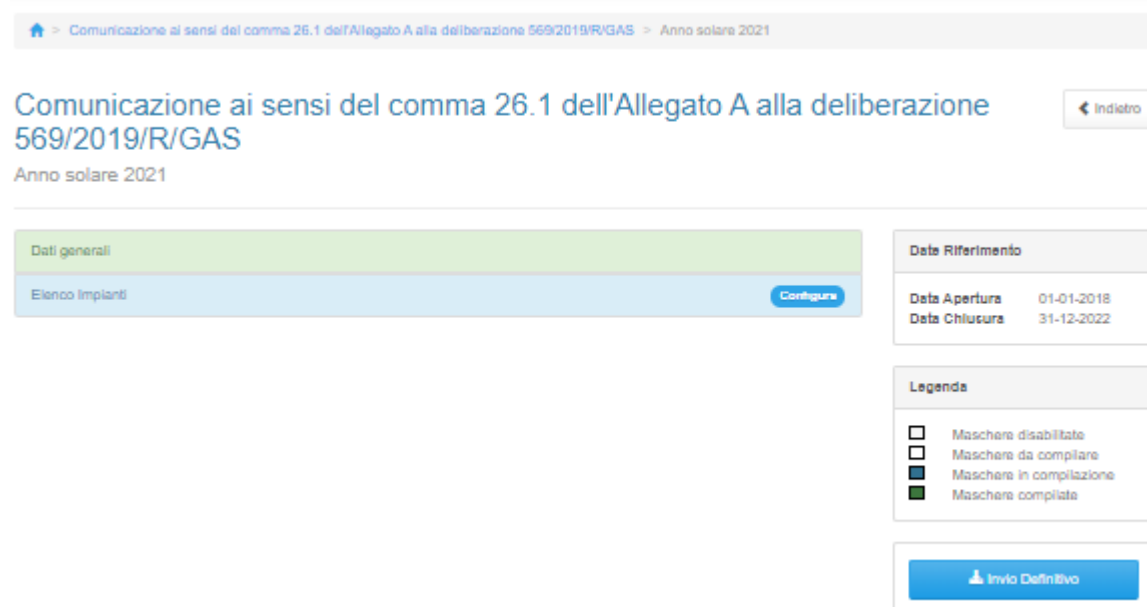 > Comunicazione ai sensi del comma 26.1 dell'Allegato A alla deliberazione 569/2019/R/GAS > Anno solare 2021
Comunicazione ai sensi del comma 26.1 dell'Allegato A alla deliberazione
569/2019/R/GAS
Indietro
Anno solare 2021
Dati generali
Elenco Impianti
Configura
Date Riferimento
Data Apertura 01-01-2018
Data Chiusura 31-12-2022
Legenda
Maschere disabilitate
Maschere da compilare
Maschere in compilazione
Maschere compilate
Invio Definitivo